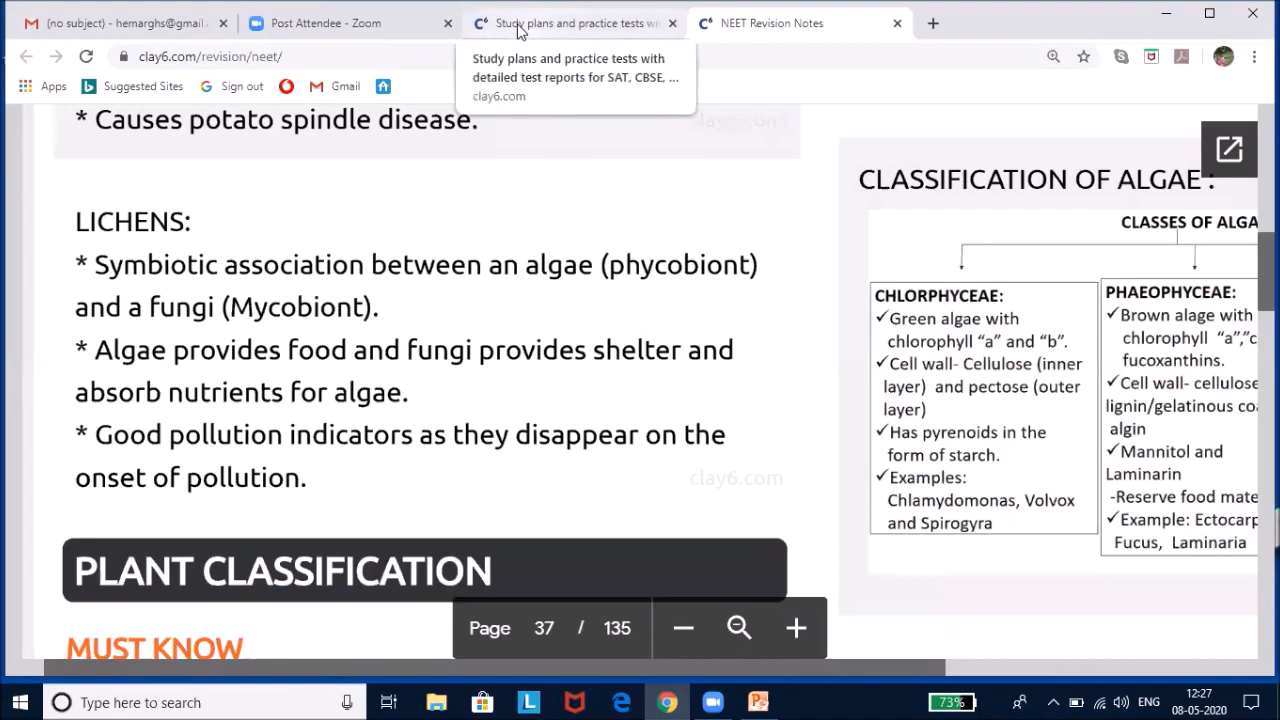 (no subject) - hemarghs@gmail.
Post Attendee - Zoom
Study plans and practice tests wi
NEET Revision Notes
clay6.com/revision/neet/
Study plans and practice tests with
detailed test reports for SAT, CBSE, ...
clay6.com
Apps
Suggested Sites
Sign out
Gmail
* Causes potato spindle disease.
LICHENS:
* Symbiotic association between an algae (phycobiont)
and a fungi (Mycobiont).
* Algae provides food and fungi provides shelter and
absorb nutrients for algae.
* Good pollution indicators as they disappear on the
onset of pollution.
clay6.com
PLANT CLASSIFICATION
MUST KNOW
CLASSIFICATION OF ALGAE :
CLASSES OF ALGA
CHLORPHYCEAE:
✓Green algae with
chlorophyll "a" and "b".
✓Cell wall- Cellulose (inner
layer) and pectose (outer
layer)
✓Has pyrenoids in the
form of starch.
✓Examples:
Chlamydomonas, Volvox
and Spirogyra
PHAEOPHYCEAE:
✓Brown alage with
chlorophyll "a","c
fucoxanthins.
✓Cell wall- cellulose
lignin/gelatinous coa
algin
✓Mannitol and
Laminarin
-Reserve food mate
✓Example: Ectocarp
Fucus, Laminaria
Page 37 / 135
Type here to search
73%
ENG
12:27
08-05-2020